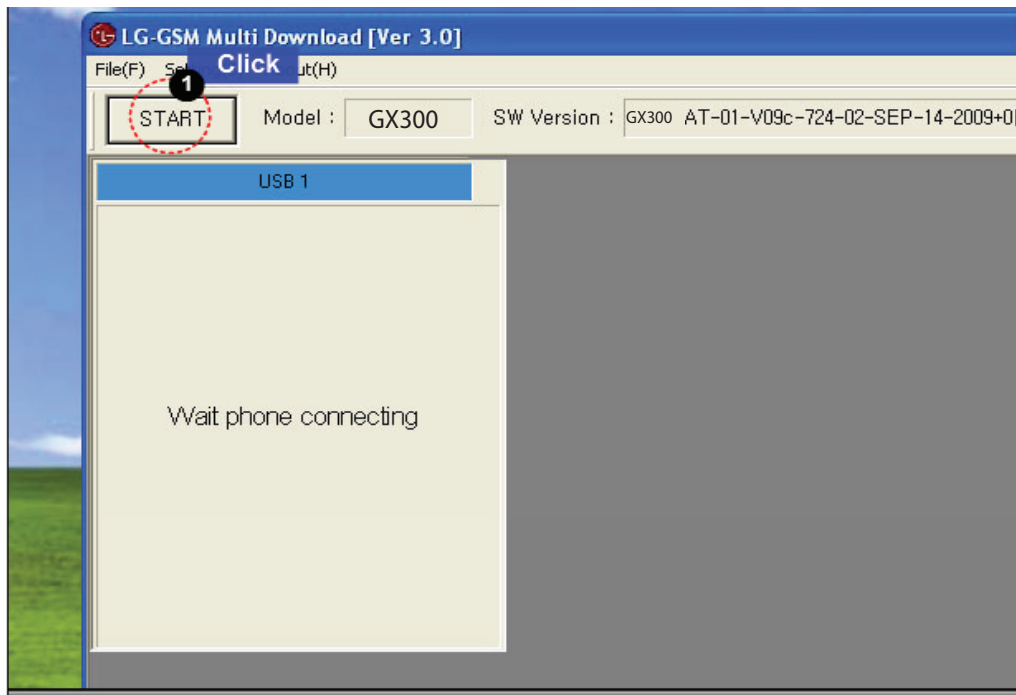 LG-GSM Multi Download [Ver 3.0]
File(F) Click ut(H)
1
START Model : GX300 SW Version : GX300 AT-01-V09c-724-02-SEP-14-2009+0
USB 1
Wait phone connecting